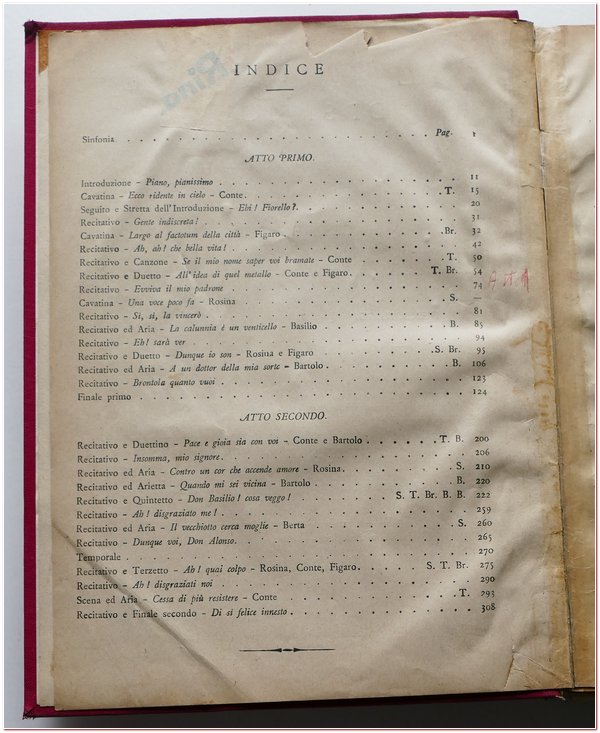 Rina
INDICE
Sinfonia . . . . . . . . . . . . . . . . Pag. 1
ATTO PRIMO.
Introduzione - Piano, pianissimo . . . . . . . . . . . . 11
Cavatina - Ecco ridente in cielo - Conte. . . . . . . . . . T. 15
Seguito e Stretta dell'Introduzione - Ehi! Fiorello?. . . . . . . . 20
Recitativo - Gente indiscreta! . . . . . . . . . . . . 31
Cavatina - Largo al factotum della città - Figaro . . . . . . . . Br. 32
Recitativo - Ah, ah! che bella vita! . . . . . . . . . . . 42
Recitativo e Canzone - Se il mio nome saper voi bramate - Conte . . . . . T. 50
Recitativo e Duetto - All'idea di quel metallo - Conte e Figaro. . . . . T. Br. 54
Recitativo - Evviva il mio padrone . . . . . . . . . . . 74
Cavatina - Una voce poco fa - Rosina . . . . . . . . . S. —
Recitativo - Si, si, la vincerò . . . . . . . . . . . . 81
Recitativo ed Aria - La calunnia è un venticello - Basilio . . . . . . B. 85
Recitativo - Eh! sarà ver . . . . . . . . . . . . 94
Recitativo e Duetto - Dunque io son - Rosina e Figaro . . . . . . S. Br. 95
Recitativo ed Aria - A un dottor della mia sorte - Bartolo . . . . . . B. 106
Recitativo - Brontola quanto vuoi . . . . . . . . . . . 123
Finale primo . . . . . . . . . . . . . . . 124
ATTO SECONDO.
Recitativo e Duettino - Pace e gioia sia con voi - Conte e Bartolo . . . . . T. B. 200
Recitativo - Insomma, mio signore. . . . . . . . . . . . 206
Recitativo ed Aria - Contro un cor che accende amore - Rosina. . . . . . S. 210
Recitativo ed Arietta - Quando mi sei vicina - Bartolo . . . . . . . B. 220
Recitativo e Quintetto - Don Basilio! cosa veggo! . . . . . S. T. Br. B. B. 222
Recitativo - Ah! disgraziato me! . . . . . . . . . . . 259
Recitativo ed Aria - Il vecchiotto cerca moglie - Berta . . . . . . . S. 260
Recitativo - Dunque voi, Don Alonso. . . . . . . . . . . 265
Temporale . . . . . . . . . . . . . . . 270
Recitativo e Terzetto - Ah! quai colpo - Rosina, Conte, Figaro. . . . . S. T. Br. 275
Recitativo - Ah! disgraziati noi . . . . . . . . . . . 290
Scena ed Aria - Cessa di più resistere - Conte . . . . . . . . T. 293
Recitativo e Finale secondo - Di si felice innesto . . . . . . . . . 308